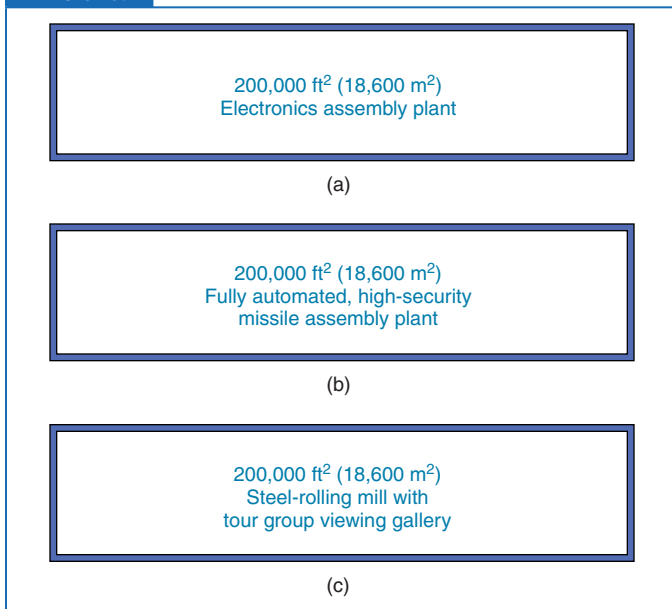 200,000 ft² (18,600 m²)
Electronics assembly plant
(a)
200,000 ft² (18,600 m²)
Fully automated, high-security
missile assembly plant
(b)
200,000 ft² (18,600 m²)
Steel-rolling mill with
tour group viewing gallery
(c)